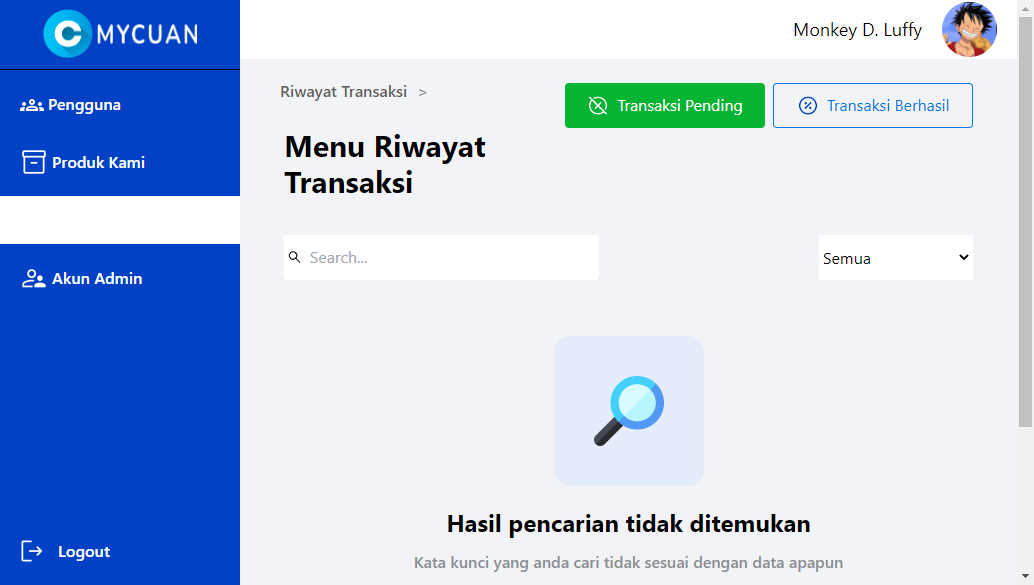 MYCUAN
Monkey D. Luffy
Pengguna
Produk Kami
Akun Admin
Logout
Riwayat Transaksi >
Transaksi Pending
Transaksi Berhasil
Menu Riwayat
Transaksi
Search...
Semua
Hasil pencarian tidak ditemukan
Kata kunci yang anda cari tidak sesuai dengan data apapun